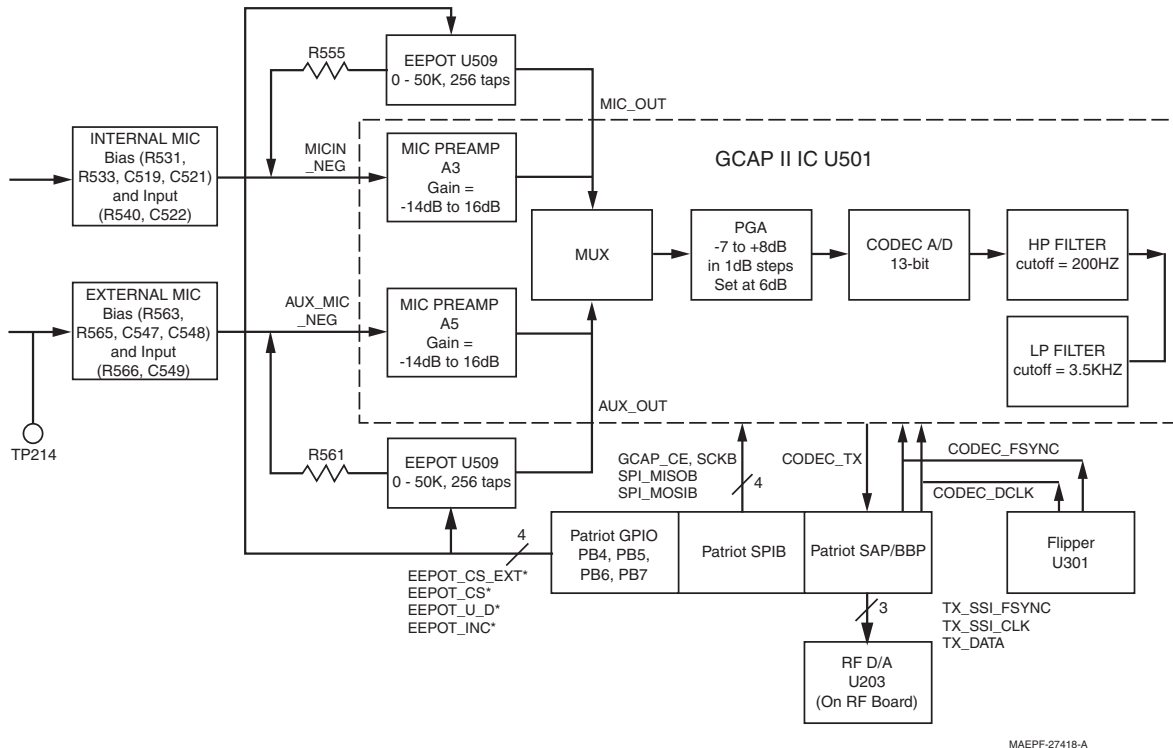 R555
EEPOT U509
0 - 50K, 256 taps
MIC_OUT
INTERNAL MIC
Bias (R531,
R533, C519, C521)
and Input
(R540, C522)
MICIN
_NEG
MIC PREAMP
A3
Gain =
-14dB to 16dB
GCAP II IC U501
MUX
PGA
-7 to +8dB
in 1dB steps
Set at 6dB
CODEC A/D
13-bit
HP FILTER
cutoff = 200HZ
EXTERNAL MIC
Bias (R563,
R565, C547, C548)
and Input
(R566, C549)
AUX_MIC
_NEG
MIC PREAMP
A5
Gain =
-14dB to 16dB
LP FILTER
cutoff = 3.5KHZ
AUX_OUT
TP214
R561
EEPOT U509
0 - 50K, 256 taps
GCAP_CE, SCKB
SPI_MISOB
SPI_MOSIB
4
CODEC_TX
CODEC_FSYNC
CODEC_DCLK
4
EEPOT_CS_EXT*
EEPOT_CS*
EEPOT_U_D*
EEPOT_INC*
Patriot GPIO
PB4, PB5,
PB6, PB7
Patriot SPIB
Patriot SAP/BBP
Flipper
U301
3
TX_SSI_FSYNC
TX_SSI_CLK
TX_DATA
RF D/A
U203
(On RF Board)
MAEPF-27418-A